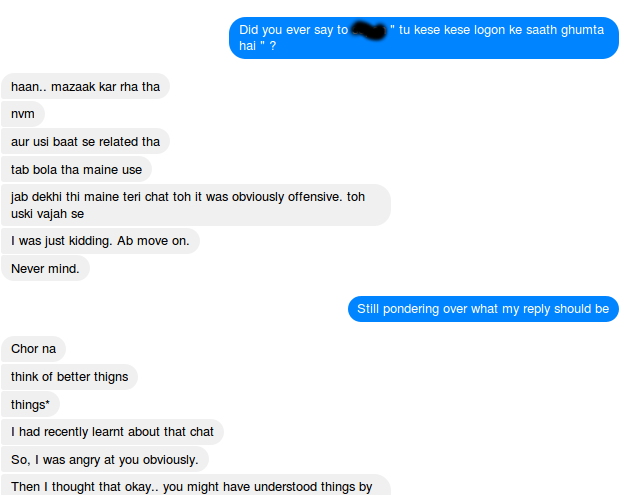 Did you ever say to " tu kese kese logon ke saath ghumta
hai " ?
haan.. mazaak kar rha tha
nvm
aur usi baat se related tha
tab bola tha maine use
jab dekhi thi maine teri chat toh it was obviously offensive. toh
uski vajah se
I was just kidding. Ab move on.
Never mind.
Still pondering over what my reply should be
Chor na
think of better thigns
things*
I had recently learnt about that chat
So, I was angry at you obviously.
Then I thought that okay.. you might have understood things by